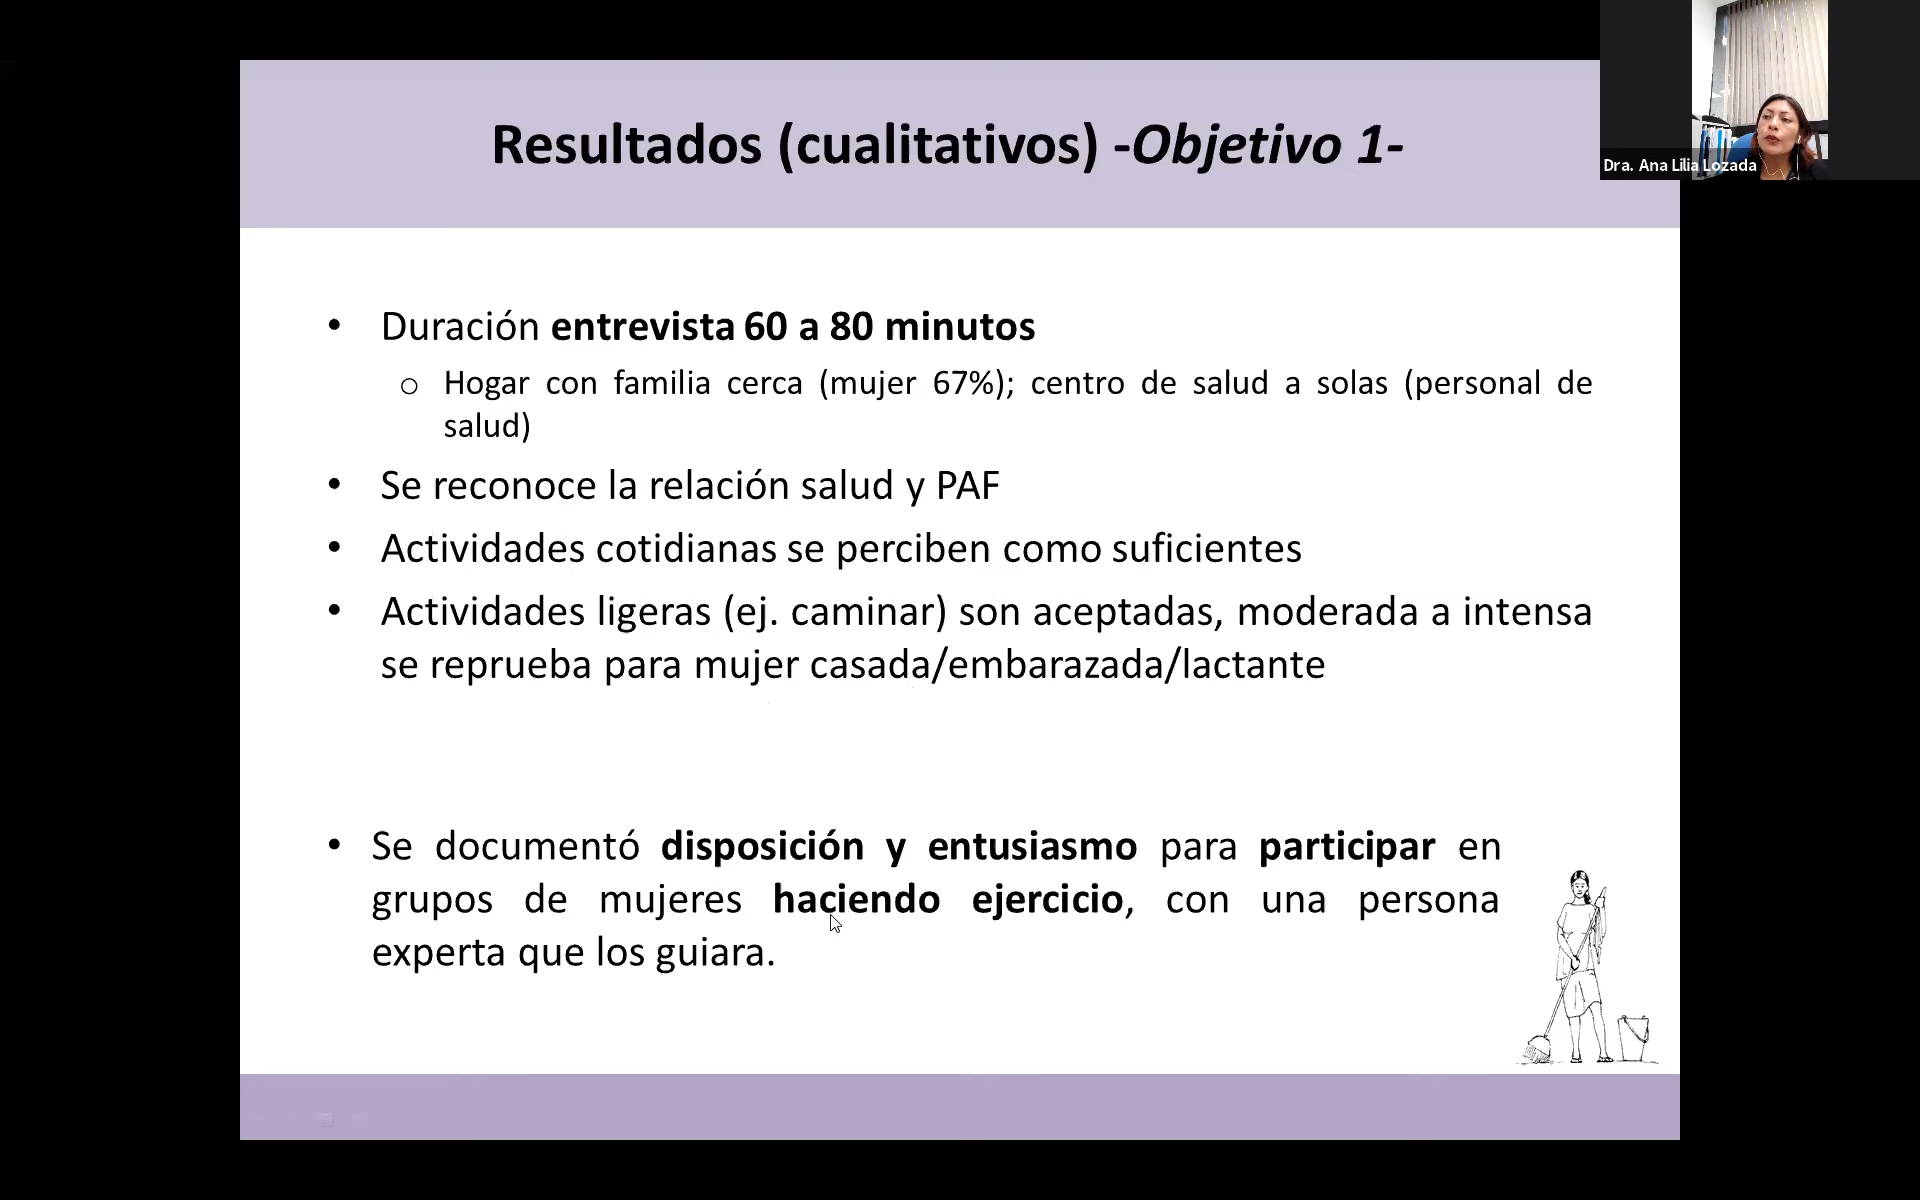 Resultados (cualitativos) -Objetivo 1-
Dra. Ana Lilia Lozada
• Duración entrevista 60 a 80 minutos
o Hogar con familia cerca (mujer 67%); centro de salud a solas (personal de
salud)
• Se reconoce la relación salud y PAF
• Actividades cotidianas se perciben como suficientes
• Actividades ligeras (ej. caminar) son aceptadas, moderada a intensa
se reprueba para mujer casada/embarazada/lactante
• Se documentó disposición y entusiasmo para participar en
grupos de mujeres haciendo ejercicio, con una persona
experta que los guiara.